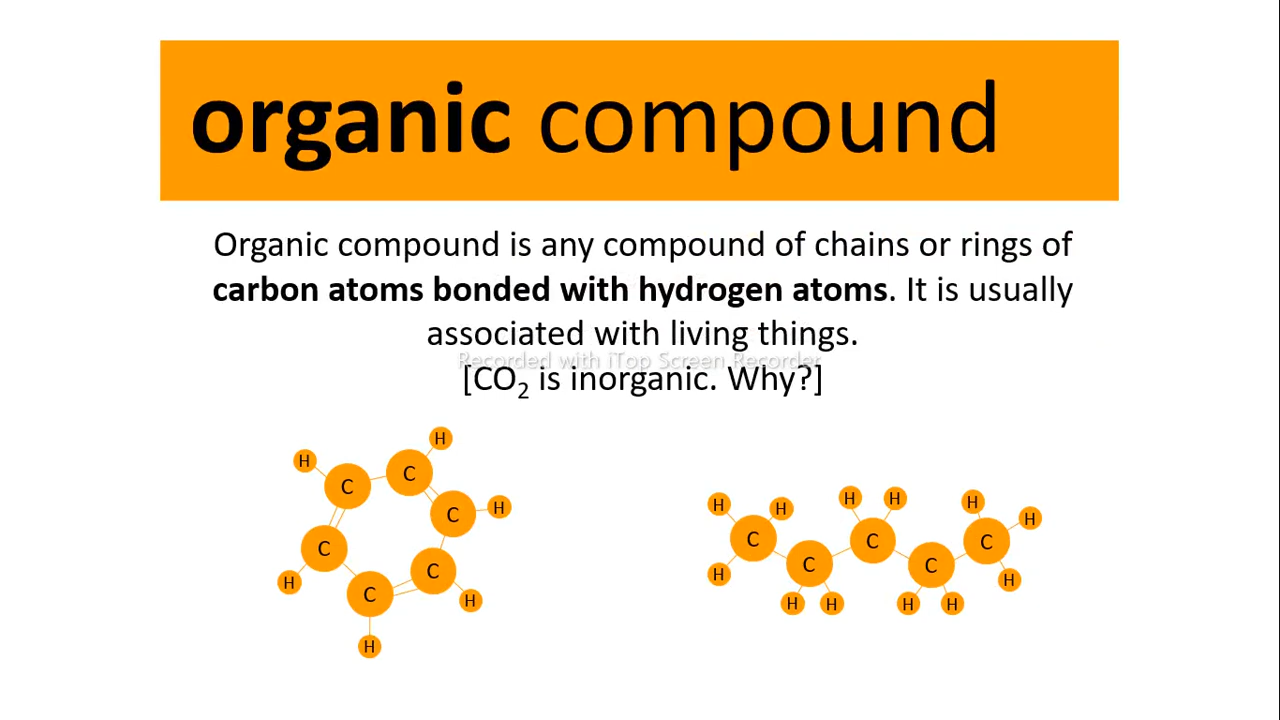 organic compound
Organic compound is any compound of chains or rings of
carbon atoms bonded with hydrogen atoms. It is usually
associated with living things.
Recorded with iTop Screen Recorder
[CO₂ is inorganic. Why?]
H
H C C
C H
C C
H C H
H
H H H H H H
C C C
H C C H
H H H H